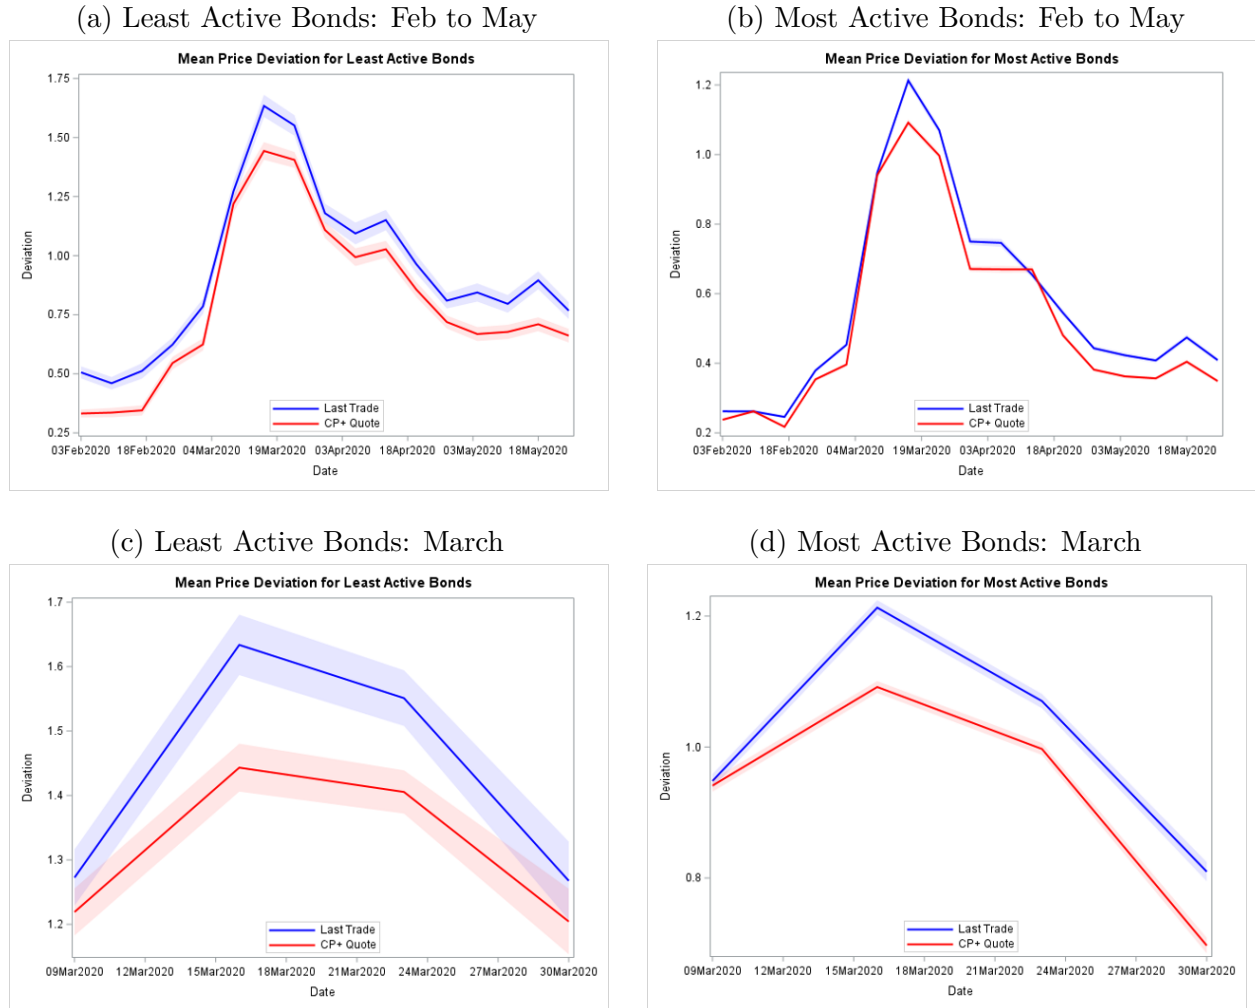 (a) Least Active Bonds: Feb to May
Mean Price Deviation for Least Active Bonds
1.75
1.50
1.25
1.00
0.75
0.50
0.25
Deviation
Last Trade
CP+ Quote
03Feb2020 18Feb2020 04Mar2020 19Mar2020 03Apr2020 18Apr2020 03May2020 18May2020
Date
(b) Most Active Bonds: Feb to May
Mean Price Deviation for Most Active Bonds
1.2
1.0
0.8
0.6
0.4
0.2
Deviation
Last Trade
CP+ Quote
03Feb2020 18Feb2020 04Mar2020 19Mar2020 03Apr2020 18Apr2020 03May2020 18May2020
Date
(c) Least Active Bonds: March
Mean Price Deviation for Least Active Bonds
1.7
1.6
1.5
1.4
1.3
1.2
Deviation
Last Trade
CP+ Quote
09Mar2020 12Mar2020 15Mar2020 18Mar2020 21Mar2020 24Mar2020 27Mar2020 30Mar2020
Date
(d) Most Active Bonds: March
Mean Price Deviation for Most Active Bonds
1.2
1.0
0.8
Deviation
Last Trade
CP+ Quote
09Mar2020 12Mar2020 15Mar2020 18Mar2020 21Mar2020 24Mar2020 27Mar2020 30Mar2020
Date